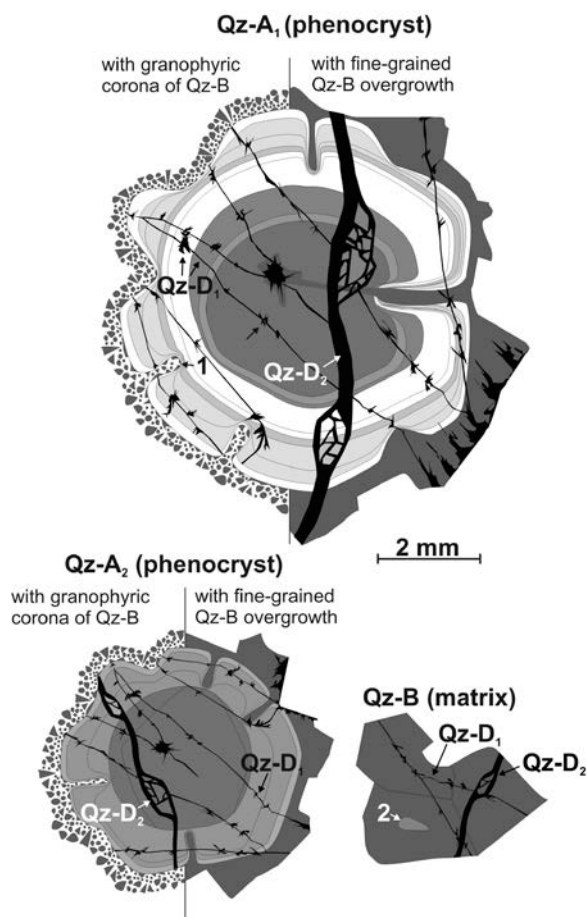 Qz-A1 (phenocryst)
with granophyric
corona of Qz-B
with fine-grained
Qz-B overgrowth
Qz-D1
1
Qz-D2
2 mm
Qz-A2 (phenocryst)
with granophyric
corona of Qz-B
with fine-grained
Qz-B overgrowth
Qz-D1
Qz-D2
Qz-B (matrix)
Qz-D1
Qz-D2
2